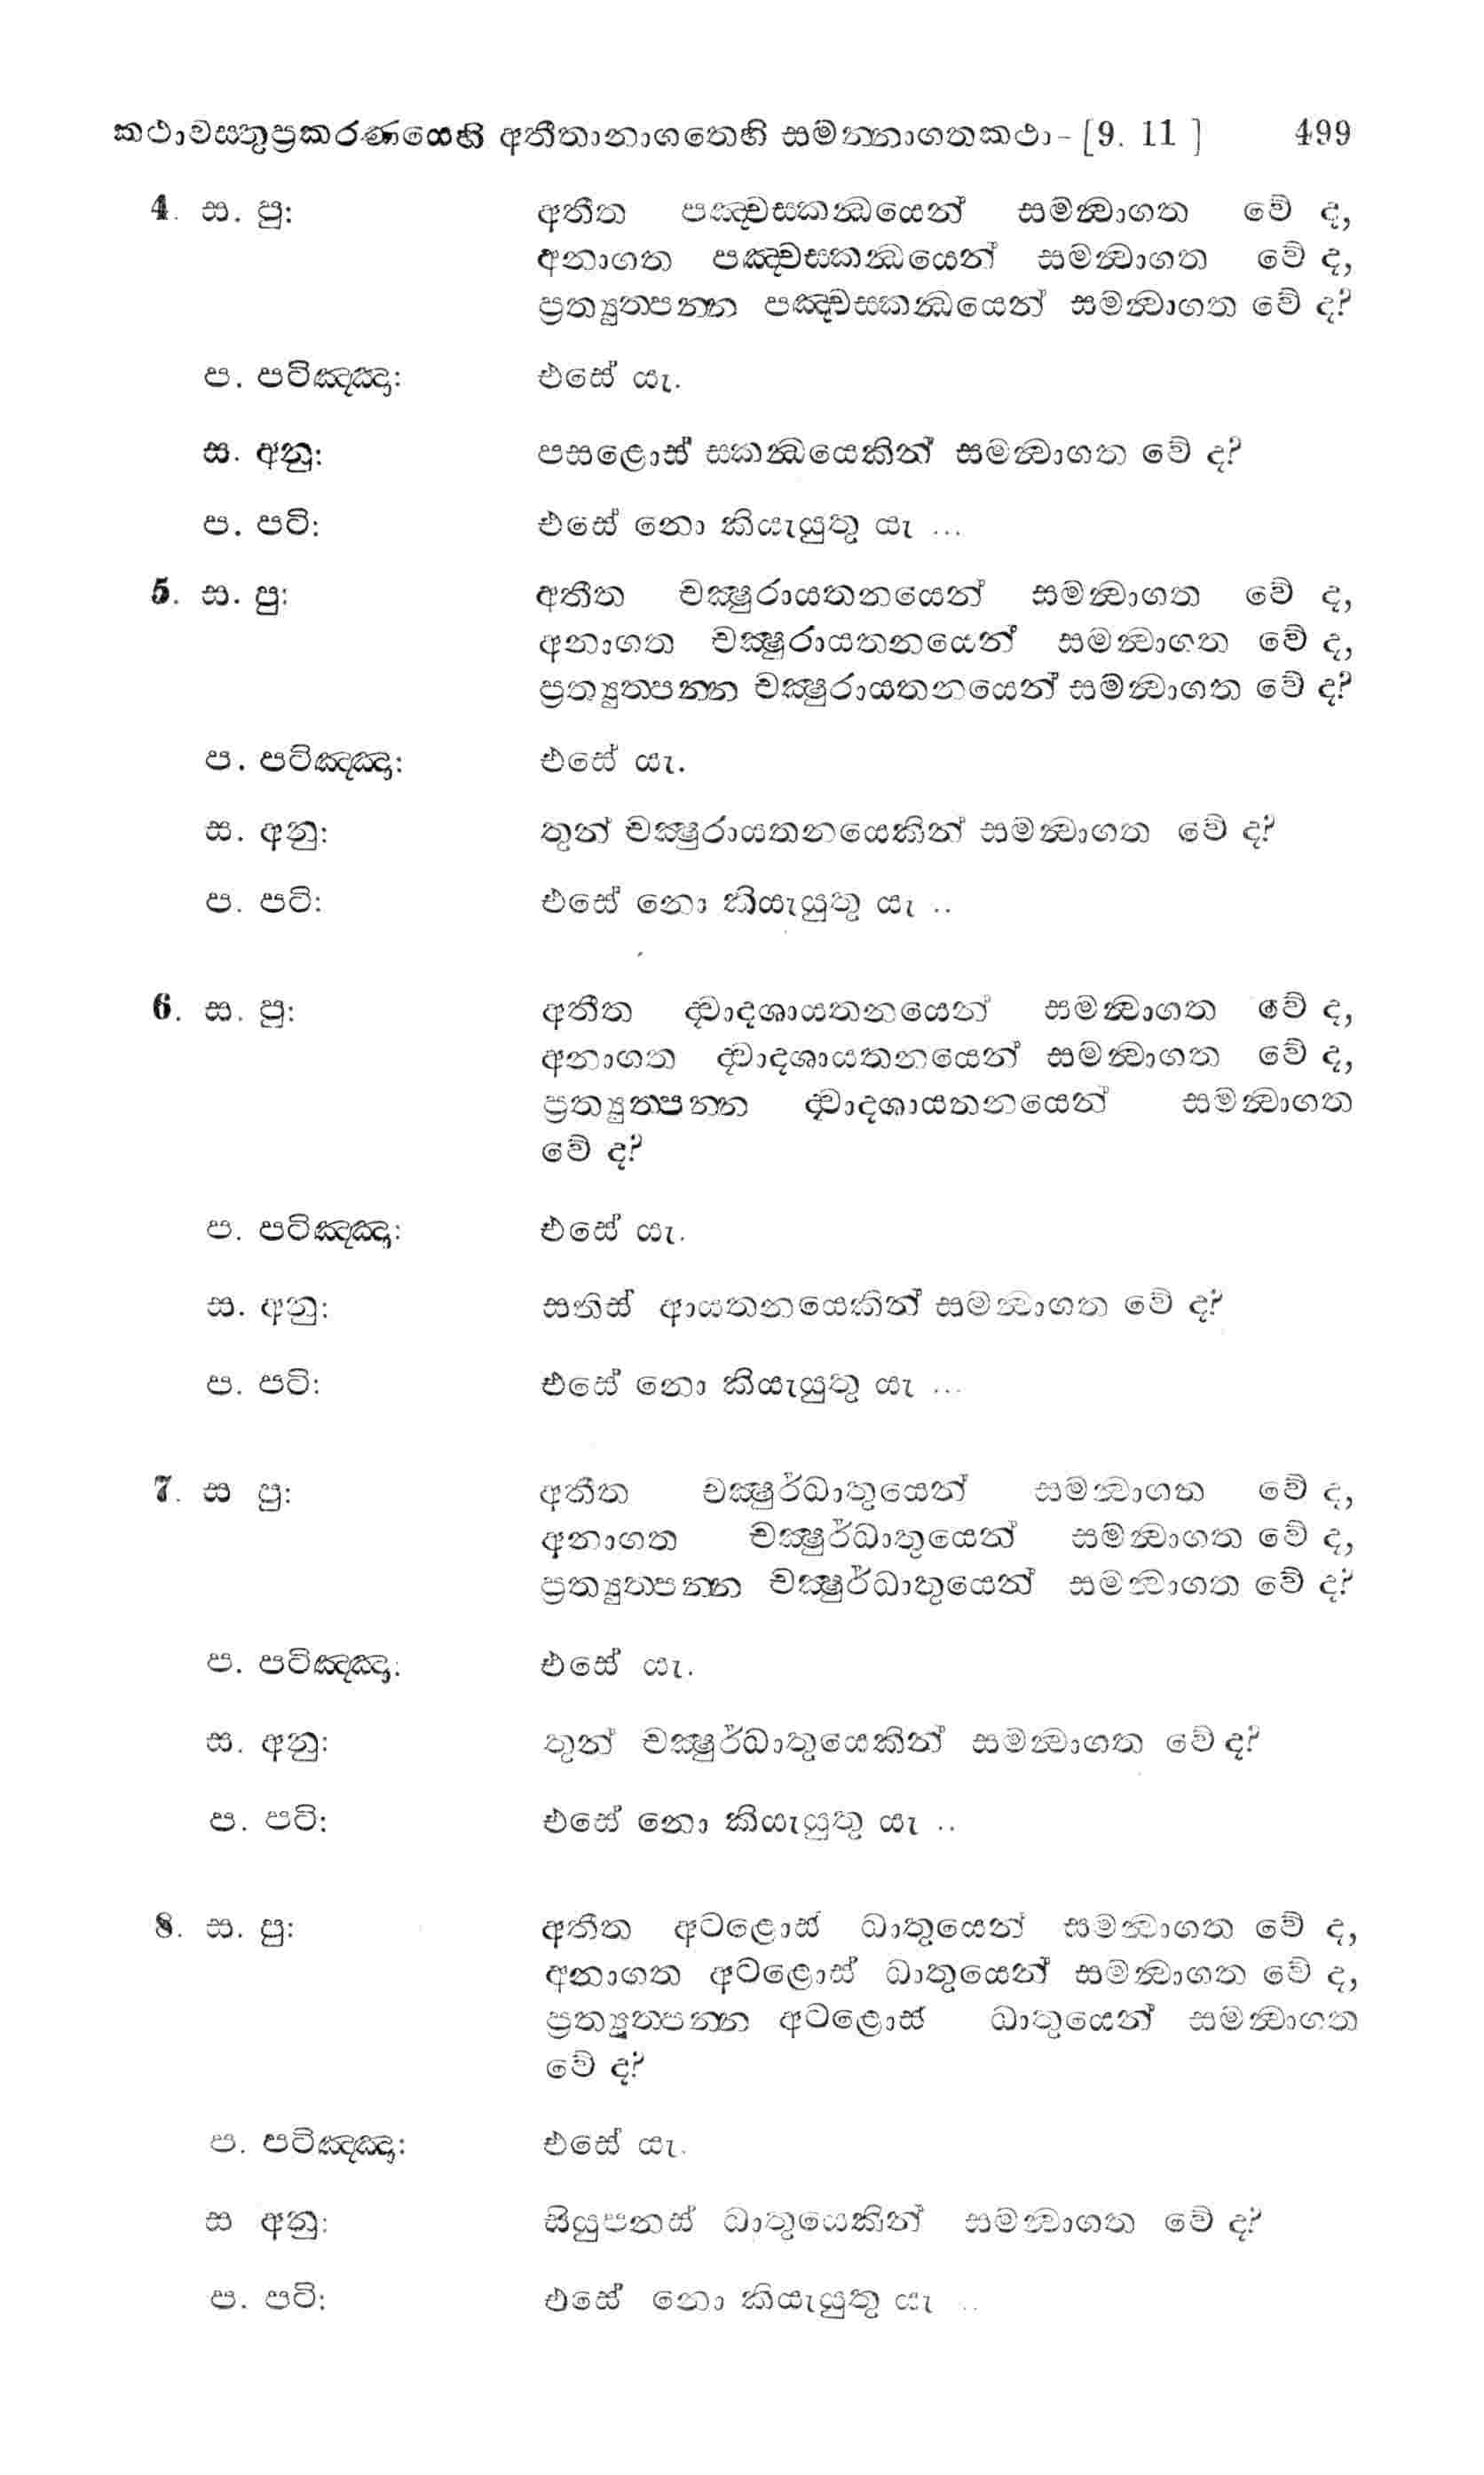 කථාවස්තුප්‍රකරණයෙහි අතීතානාගතෙහි සමන්නාගතකථා - [9. 11 ] 499
4. ස. පු: අතීත පඤ්චස්කන්‍ධයෙන් සමන්‍වාගත වේ ද,
අනාගත පඤ්චස්කන්‍ධයෙන් සමන්‍වාගත වේ ද,
ප්‍රත්‍යුත්පන්න පඤ්චස්කන්‍ධයෙන් සමන්‍වාගත වේ ද?
ප. පටිඤ්ඤා: එසේ යැ.
ස. අනු: පසළොස් ස්කන්‍ධයෙකින් සමන්‍වාගත වේ ද?
ප. පටි: එසේ නො කියැයුතු යැ ...
5. ස. පු: අතීත චක්‍ෂුරායතනයෙන් සමන්‍වාගත වේ ද,
අනාගත චක්‍ෂුරායතනයෙන් සමන්‍වාගත වේ ද,
ප්‍රත්‍යුත්පන්න චක්‍ෂුරායතනයෙන් සමන්‍වාගත වේ ද?
ප. පටිඤ්ඤා: එසේ යැ.
ස. අනු: තුන් චක්‍ෂුරායතනයෙකින් සමන්‍වාගත වේ ද?
ප. පටි: එසේ නො කියැයුතු යැ ..
6. ස. පු: අතීත ද්‍වාදශායතනයෙන් සමන්‍වාගත වේ ද,
අනාගත ද්‍වාදශායතනයෙන් සමන්‍වාගත වේ ද,
ප්‍රත්‍යුත්පන්න ද්‍වාදශායතනයෙන් සමන්‍වාගත
වේ ද?
ප. පටිඤ්ඤා: එසේ යැ.
ස. අනු: සතිස් ආයතනයෙකින් සමන්‍වාගත වේ ද?
ප. පටි: එසේ නො කියැයුතු යැ ...
7. ස පු: අතීත චක්‍ෂුර්ධාතුයෙන් සමන්‍වාගත වේ ද,
අනාගත චක්‍ෂුර්ධාතුයෙන් සමන්‍වාගත වේ ද,
ප්‍රත්‍යුත්පන්න චක්‍ෂුර්ධාතුයෙන් සමන්‍වාගත වේ ද?
ප. පටිඤ්ඤා: එසේ යැ.
ස. අනු: තුන් චක්‍ෂුර්ධාතුයෙකින් සමන්‍වාගත වේ ද?
ප. පටි: එසේ නො කියැයුතු යැ ..
8. ස. පු: අතීත අටළොස් ධාතුයෙන් සමන්‍වාගත වේ ද,
අනාගත අටළොස් ධාතුයෙන් සමන්‍වාගත වේ ද,
ප්‍රත්‍යුත්පන්න අටළොස් ධාතුයෙන් සමන්‍වාගත
වේ ද?
ප. පටිඤ්ඤා: එසේ යැ.
ස අනු: සියුපනස් ධාතුයෙකින් සමන්‍වාගත වේ ද?
ප. පටි: එසේ නො කියැයුතු යැ ..